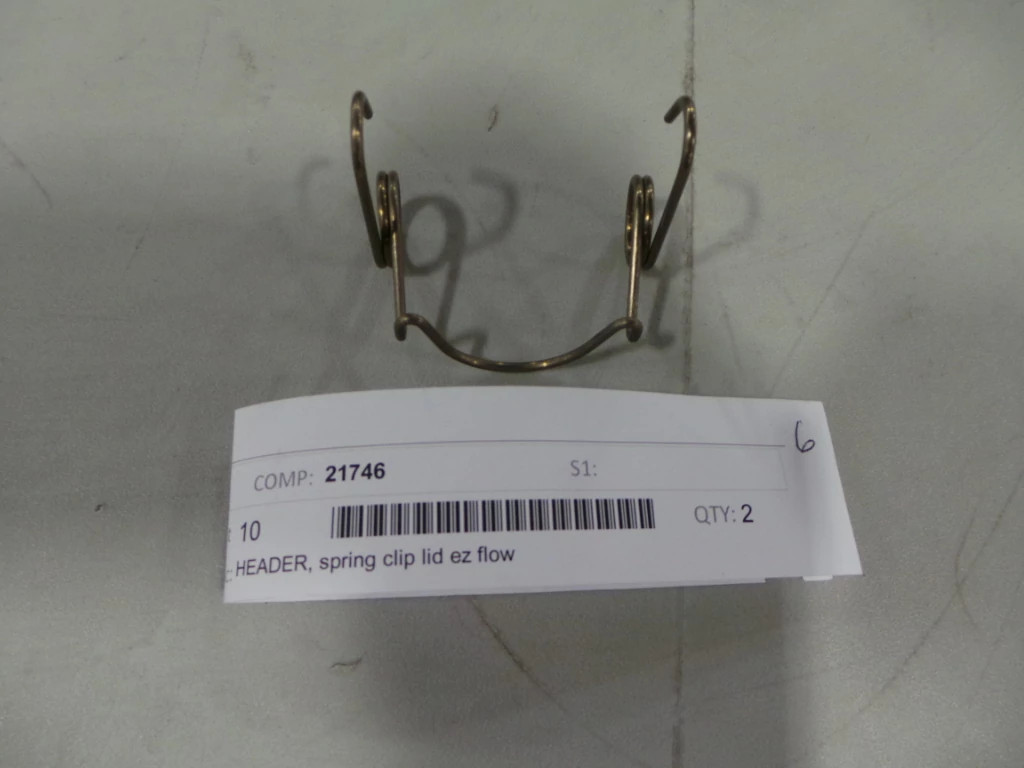 6
COMP: 21746 S1:
: 10 QTY: 2
: HEADER, spring clip lid ez flow